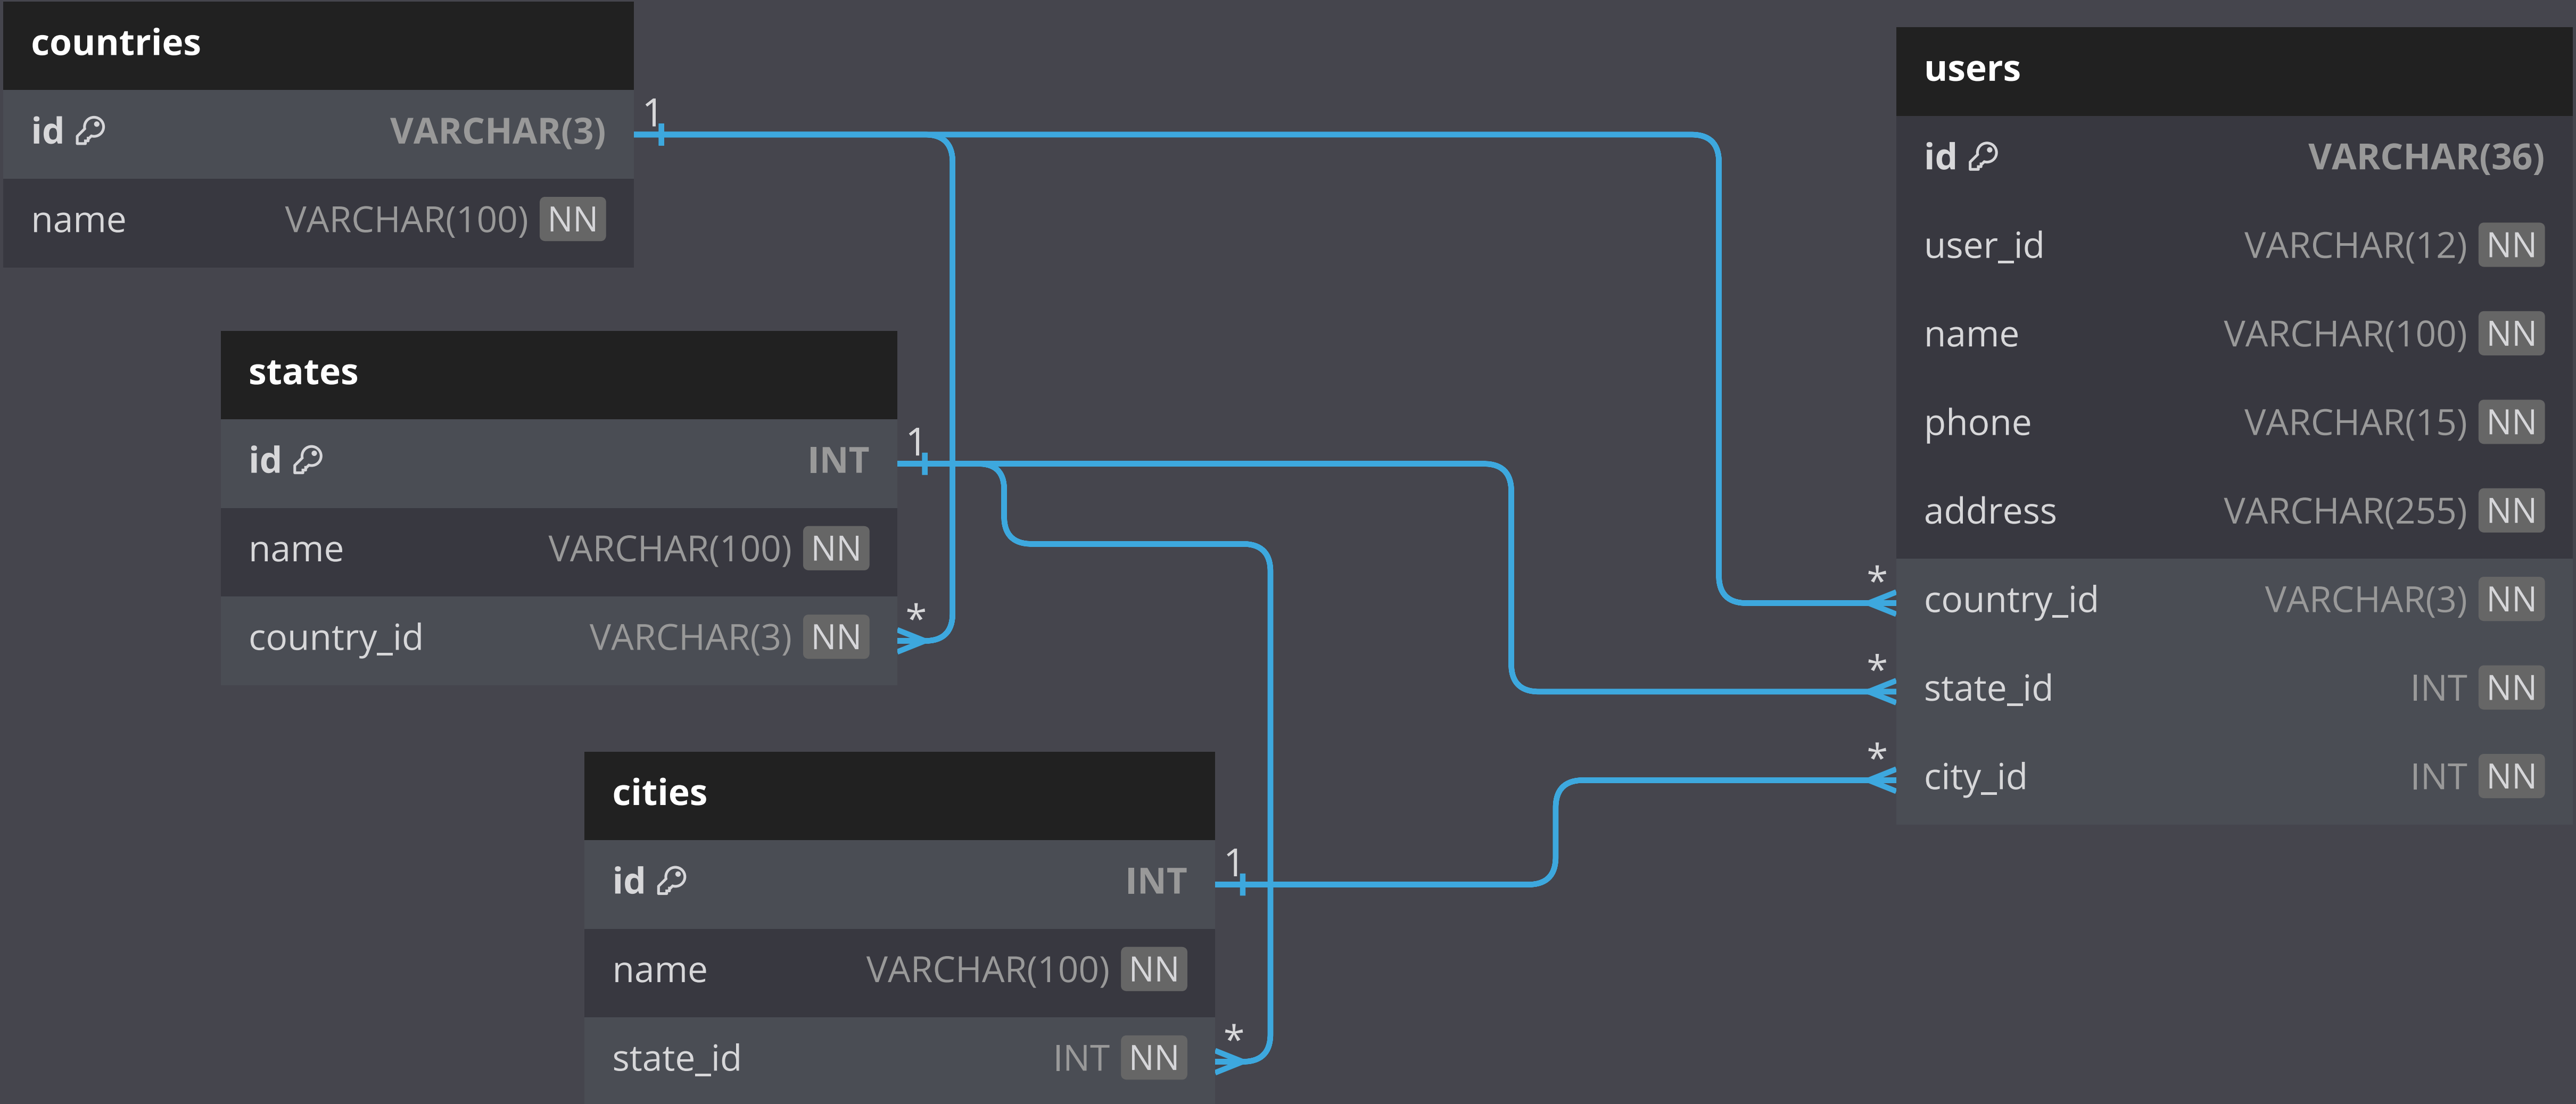 countries
id VARCHAR(3)
name VARCHAR(100) NN
1
states
id INT
name VARCHAR(100) NN
country_id VARCHAR(3) NN
1
*
cities
id INT
name VARCHAR(100) NN
state_id INT NN
1
*
users
id VARCHAR(36)
user_id VARCHAR(12) NN
name VARCHAR(100) NN
phone VARCHAR(15) NN
address VARCHAR(255) NN
* country_id VARCHAR(3) NN
* state_id INT NN
* city_id INT NN